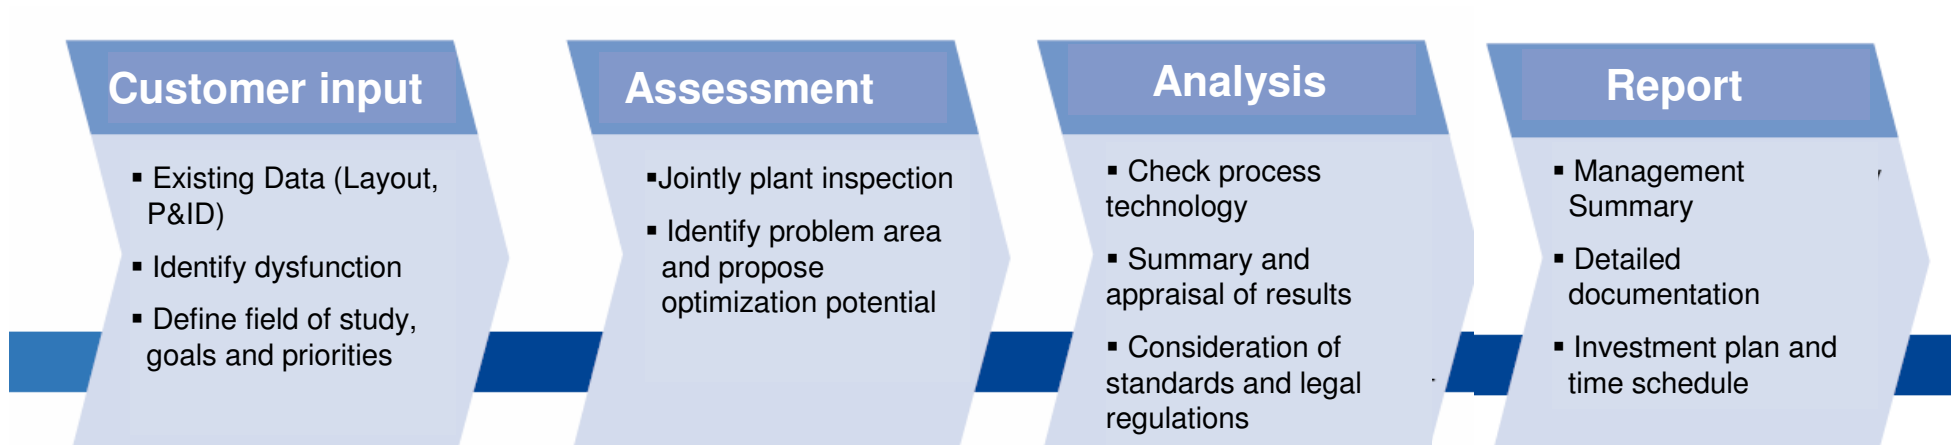 Customer input
▪ Existing Data (Layout,
P&ID)
▪ Identify dysfunction
▪ Define field of study,
goals and priorities
Assessment
▪Jointly plant inspection
▪ Identify problem area
and propose
optimization potential
Analysis
▪ Check process
technology
▪ Summary and
appraisal of results
▪ Consideration of
standards and legal
regulations
Report
▪ Management
Summary
▪ Detailed
documentation
▪ Investment plan and
time schedule